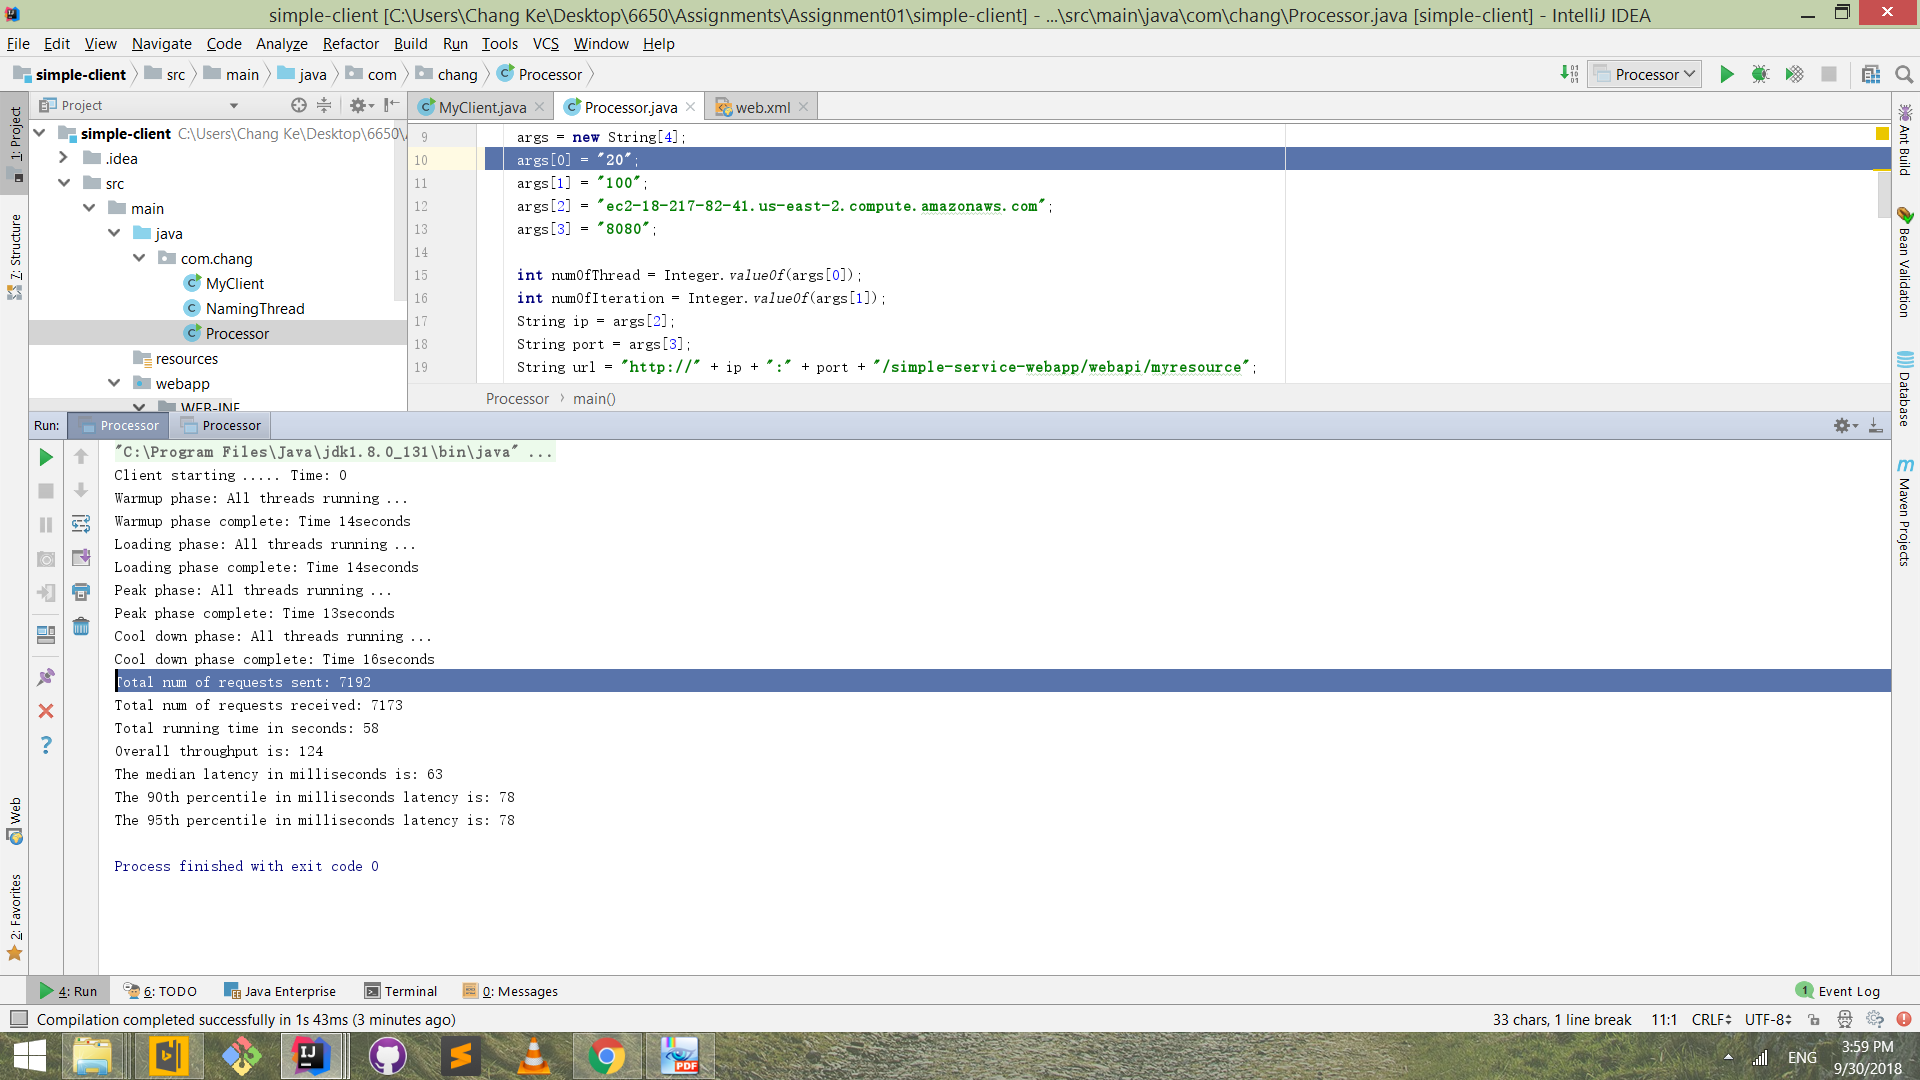 simple-client [C:\Users\Chang Ke\Desktop\6650\Assignments\Assignment01\simple-client] - ...\src\main\java\com\chang\Processor.java [simple-client] - IntelliJ IDEA
File Edit View Navigate Code Analyze Refactor Build Run Tools VCS Window Help
simple-client src main java com chang Processor
Processor
Project
MyClient.java Processor.java web.xml
1: Project
7: Structure
Web
2: Favorites
simple-client C:\Users\Chang Ke\Desktop\6650\
.idea
src
main
java
com.chang
MyClient
NamingThread
Processor
resources
webapp
WEB-INF
9 args = new String[4];
10 args[0] = "20";
11 args[1] = "100";
12 args[2] = "ec2-18-217-82-41.us-east-2.compute.amazonaws.com";
13 args[3] = "8080";
14
15 int numOfThread = Integer.valueOf(args[0]);
16 int numOfIteration = Integer.valueOf(args[1]);
17 String ip = args[2];
18 String port = args[3];
19 String url = "http://" + ip + ":" + port + "/simple-service-webapp/webapi/myresource";
Processor › main()
Ant Build
Bean Validation
Database
Maven Projects
Run: Processor Processor
"C:\Program Files\Java\jdk1.8.0_131\bin\java" ...
Client starting ..... Time: 0
Warmup phase: All threads running ...
Warmup phase complete: Time 14seconds
Loading phase: All threads running ...
Loading phase complete: Time 14seconds
Peak phase: All threads running ...
Peak phase complete: Time 13seconds
Cool down phase: All threads running ...
Cool down phase complete: Time 16seconds
Total num of requests sent: 7192
Total num of requests received: 7173
Total running time in seconds: 58
Overall throughput is: 124
The median latency in milliseconds is: 63
The 90th percentile in milliseconds latency is: 78
The 95th percentile in milliseconds latency is: 78
Process finished with exit code 0
4: Run 6: TODO Java Enterprise Terminal 0: Messages 1 Event Log
Compilation completed successfully in 1s 43ms (3 minutes ago) 33 chars, 1 line break 11:1 CRLF UTF-8
ENG
3:59 PM
9/30/2018